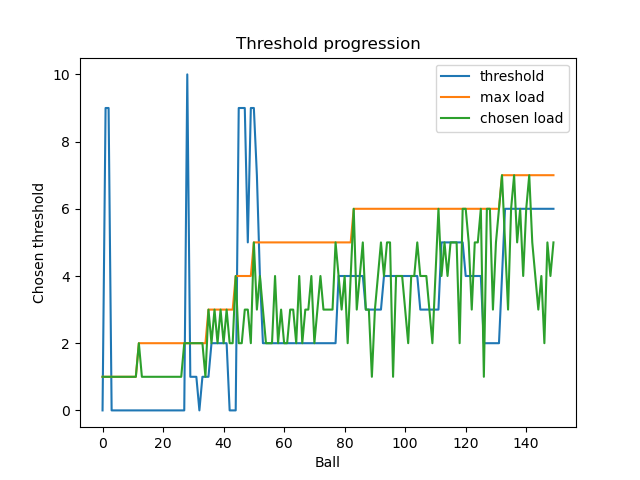 Threshold progression
threshold
max load
chosen load
Chosen threshold
10
8
6
4
2
0
0 20 40 60 80 100 120 140
Ball